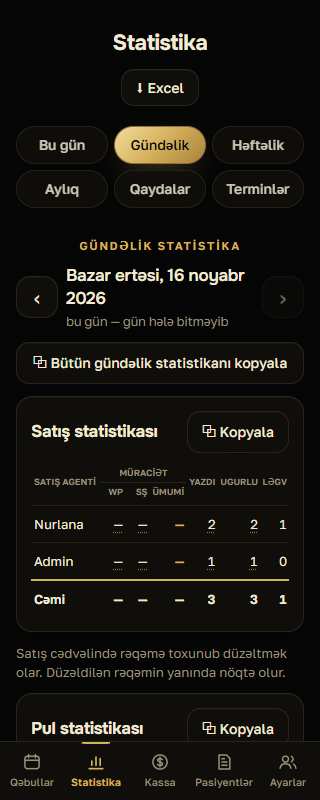 Statistika
⭳ Excel
Bu gün Gündəlik Həftəlik
Aylıq Qaydalar Terminlər
GÜNDƏLİK STATİSTİKA
‹ Bazar ertəsi, 16 noyabr ›
2026
bu gün — gün hələ bitməyib
Bütün gündəlik statistikanı kopyala
Satış statistikası Kopyala
MÜRACİƏT
SATIŞ AGENTİ YAZDI UGURLU LƏGV
WP SŞ ÜMUMİ
Nurlana — — — 2 2 1
Admin — — — 1 1 0
Cəmi — — — 3 3 1
Satış cədvəlində rəqəmə toxunub düzəltmək
olar. Düzəldilən rəqəmin yanında nöqtə olur.
Pul statistikası Kopyala
Qəbullar Statistika Kassa Pasiyentlər Ayarlar